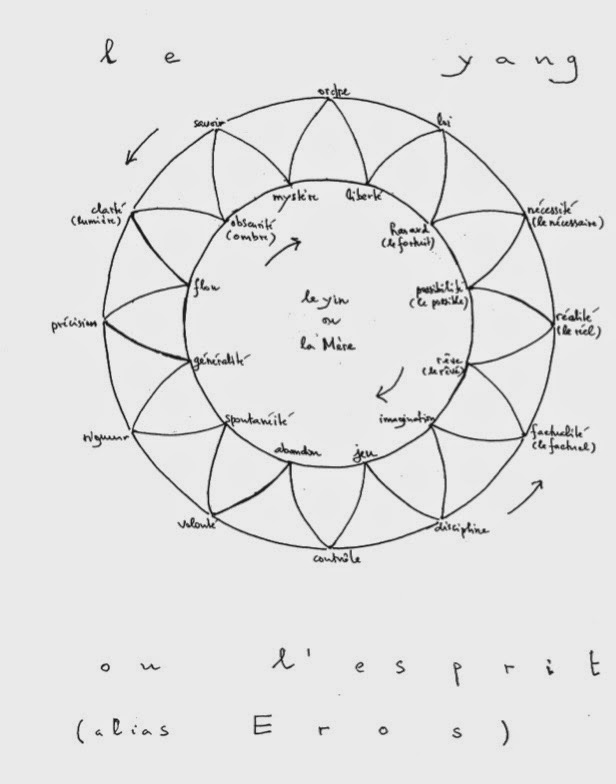 le yang
ordre
savoir
loi
mystère
liberté
clarté
(lumière)
obscurité
(ombre)
hasard
(le fortuit)
nécessité
(le nécessaire)
flou
le yin
ou
la Mère
possibilité
(le possible)
précision
réalité
(le réel)
généralité
rêve
(le rêvé)
rigueur
spontanéité
imagination
factualité
(le factuel)
abandon
jeu
volonté
discipline
contrôle
ou l'esprit
(alias Eros)